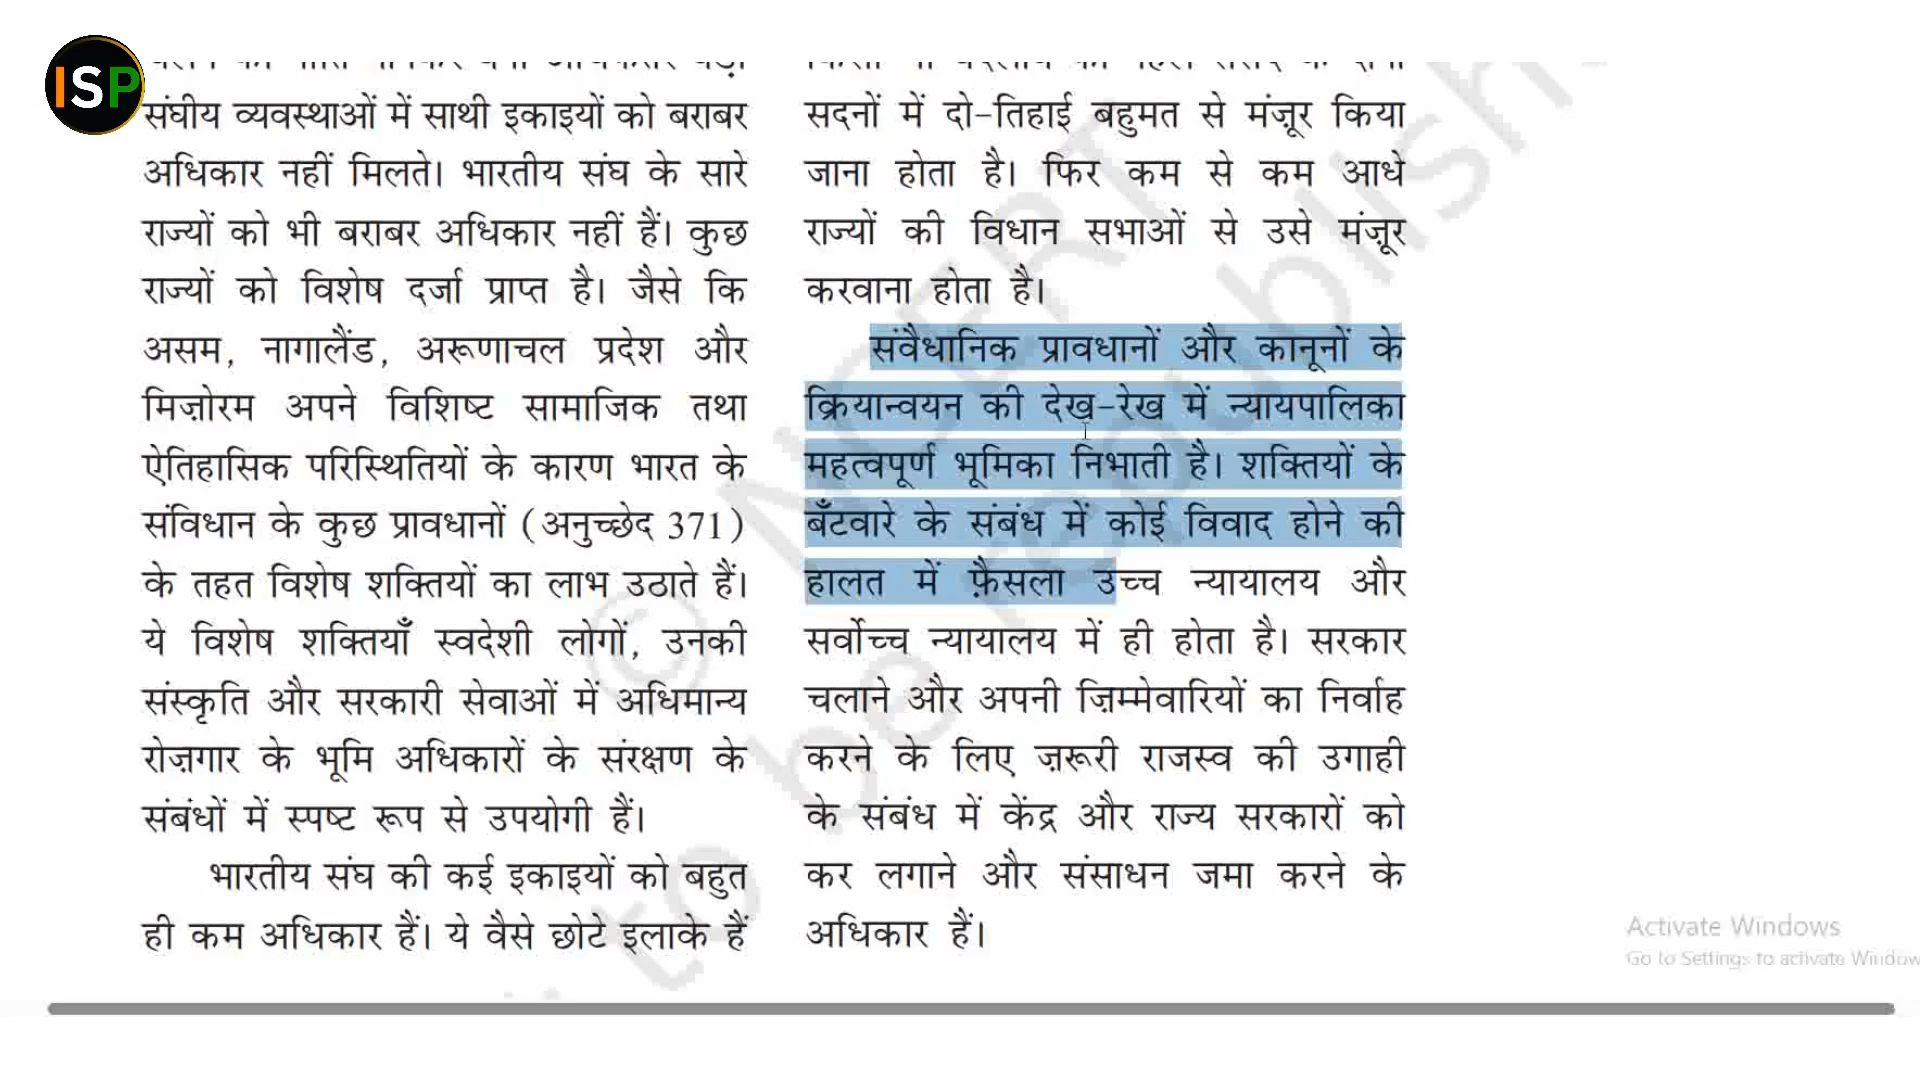 ISP
संघीय व्यवस्थाओं में साथी इकाइयों को बराबर
अधिकार नहीं मिलते। भारतीय संघ के सारे
राज्यों को भी बराबर अधिकार नहीं हैं। कुछ
राज्यों को विशेष दर्जा प्राप्त है। जैसे कि
असम, नागालैंड, अरूणाचल प्रदेश और
मिज़ोरम अपने विशिष्ट सामाजिक तथा
ऐतिहासिक परिस्थितियों के कारण भारत के
संविधान के कुछ प्रावधानों (अनुच्छेद 371)
के तहत विशेष शक्तियों का लाभ उठाते हैं।
ये विशेष शक्तियाँ स्वदेशी लोगों, उनकी
संस्कृति और सरकारी सेवाओं में अधिमान्य
रोज़गार के भूमि अधिकारों के संरक्षण के
संबंधों में स्पष्ट रूप से उपयोगी हैं।
भारतीय संघ की कई इकाइयों को बहुत
ही कम अधिकार हैं। ये वैसे छोटे इलाके हैं
सदनों में दो-तिहाई बहुमत से मंज़ूर किया
जाना होता है। फिर कम से कम आधे
राज्यों की विधान सभाओं से उसे मंज़ूर
करवाना होता है।
संवैधानिक प्रावधानों और कानूनों के
क्रियान्वयन की देख-रेख में न्यायपालिका
महत्वपूर्ण भूमिका निभाती है। शक्तियों के
बँटवारे के संबंध में कोई विवाद होने की
हालत में फ़ैसला उच्च न्यायालय और
सर्वोच्च न्यायालय में ही होता है। सरकार
चलाने और अपनी ज़िम्मेवारियों का निर्वाह
करने के लिए ज़रूरी राजस्व की उगाही
के संबंध में केंद्र और राज्य सरकारों को
कर लगाने और संसाधन जमा करने के
अधिकार हैं।
© NCERT
to be republish
Activate Windows
Go to Settings to activate Window